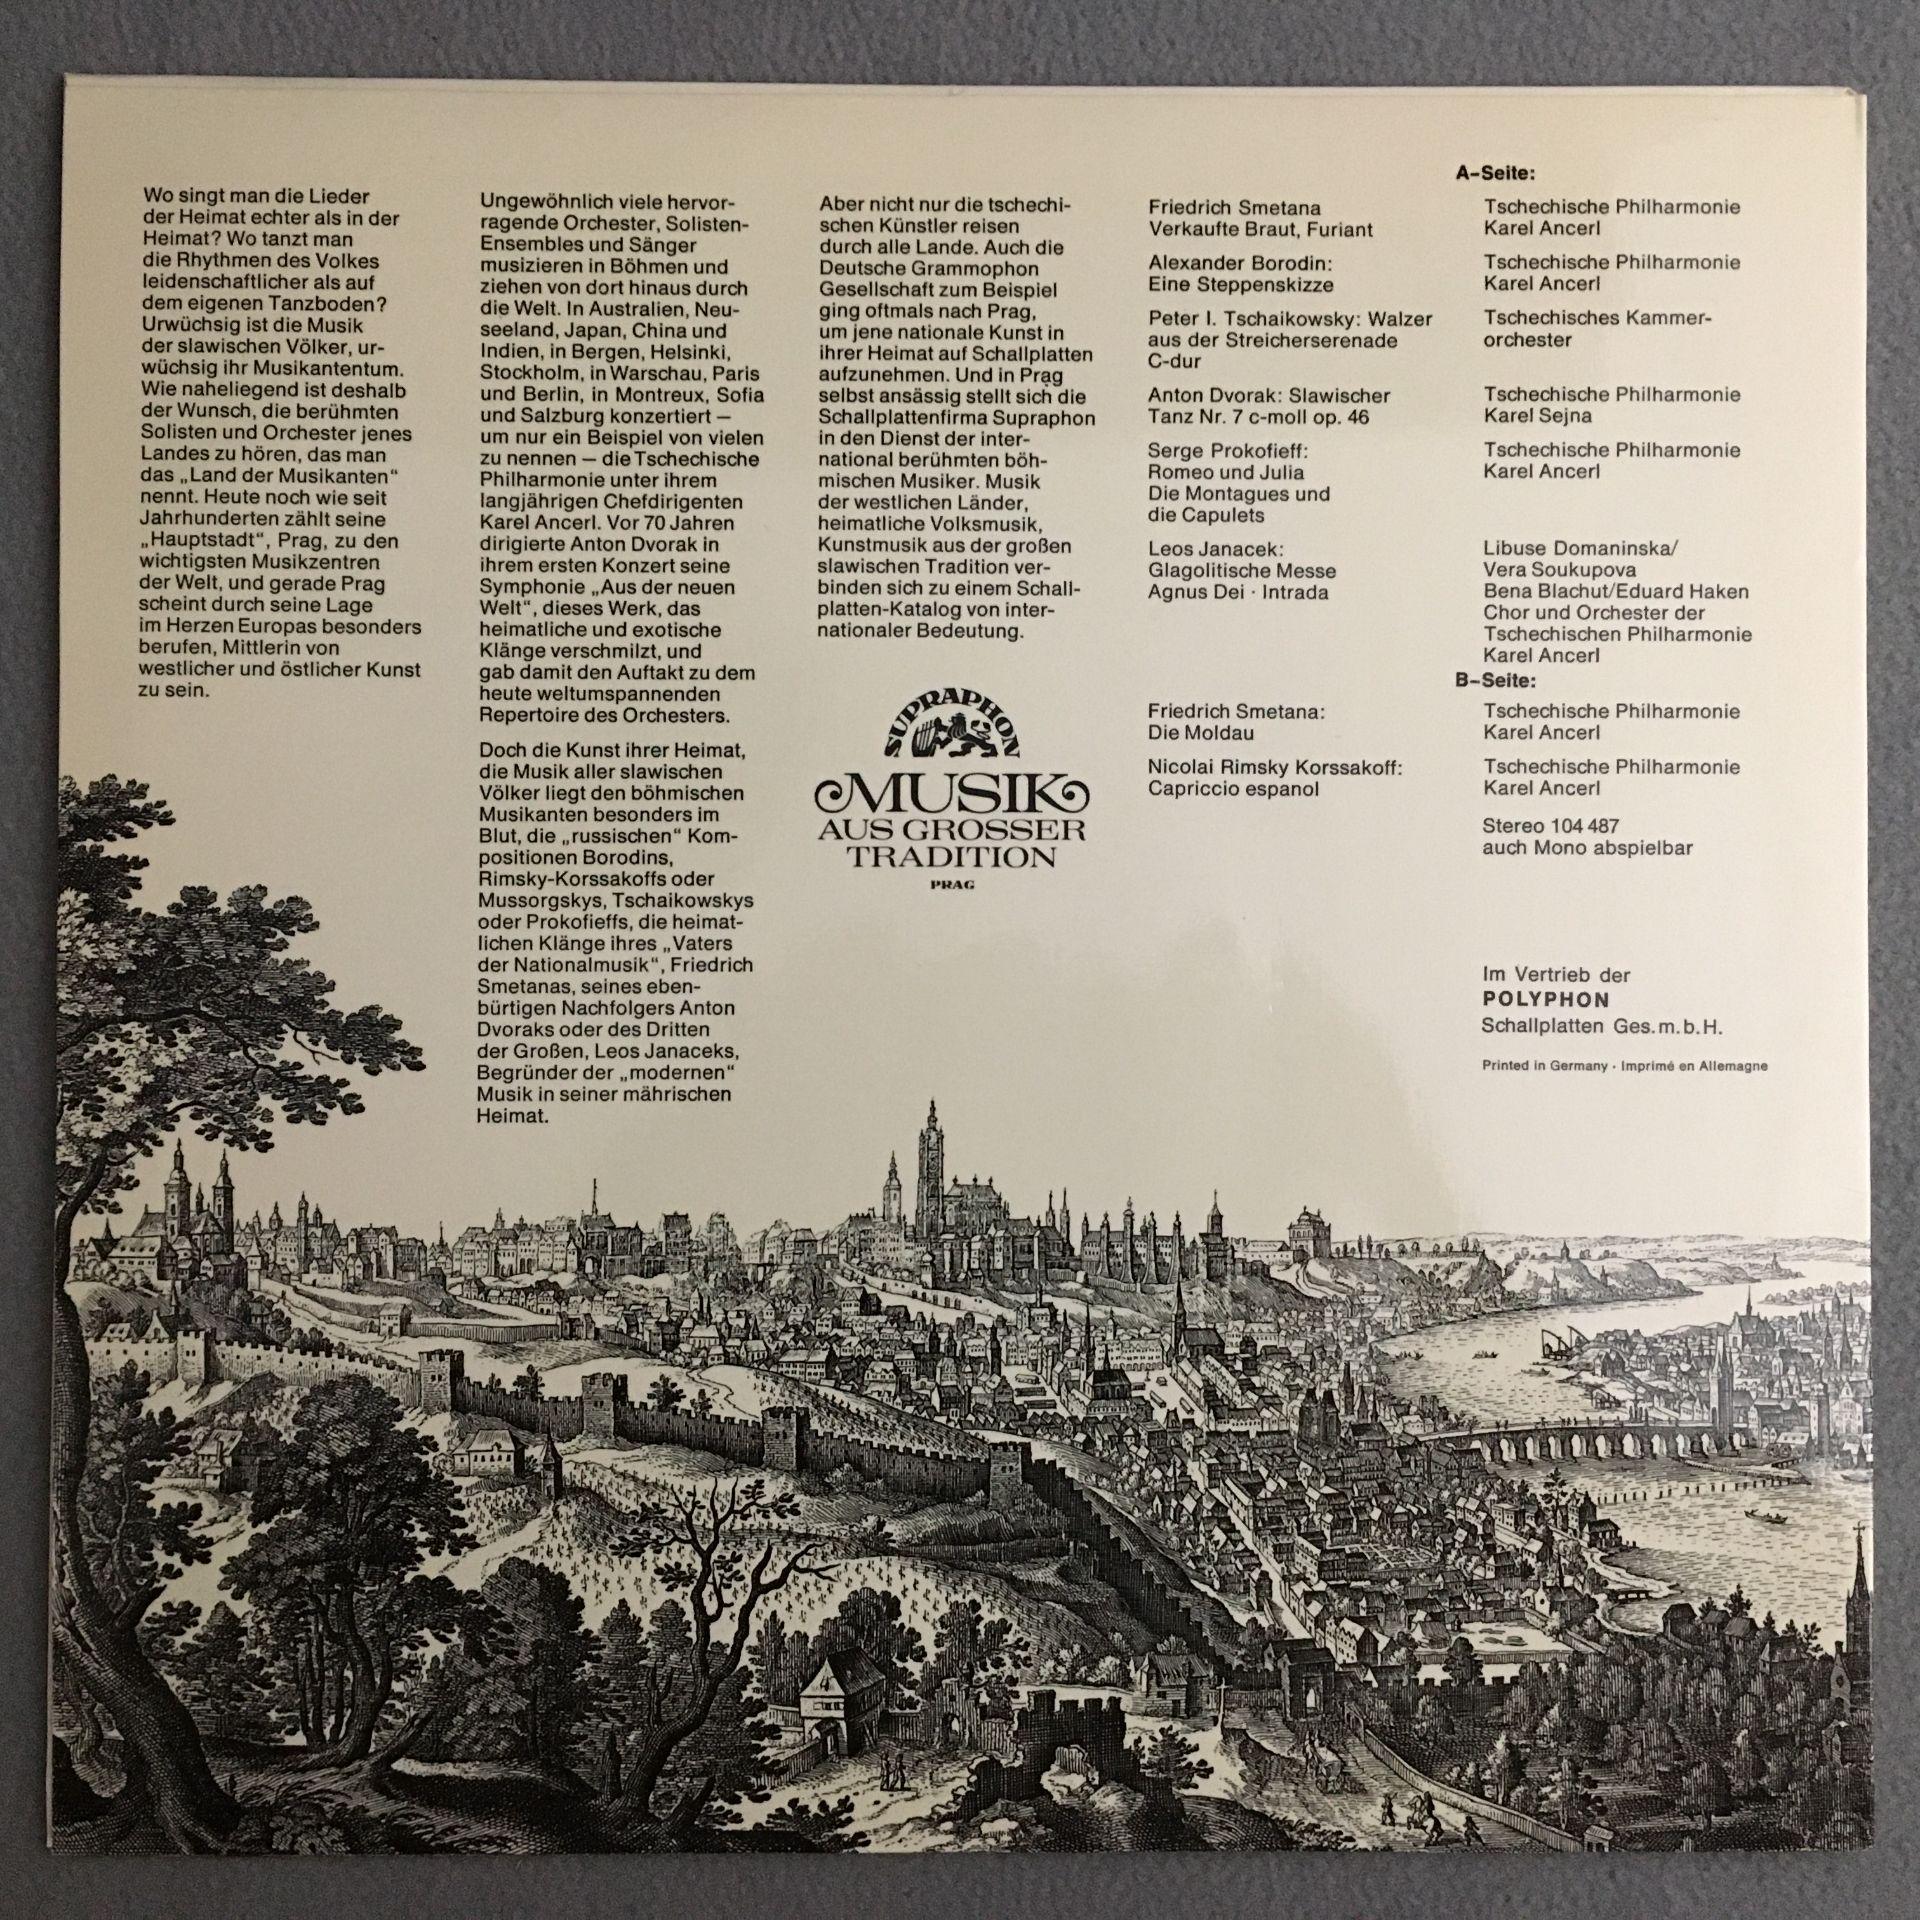 Wo singt man die Lieder
der Heimat echter als in der
Heimat? Wo tanzt man
die Rhythmen des Volkes
leidenschaftlicher als auf
dem eigenen Tanzboden?
Urwüchsig ist die Musik
der slawischen Völker, ur-
wüchsig ihr Musikantentum.
Wie naheliegend ist deshalb
der Wunsch, die berühmten
Solisten und Orchester jenes
Landes zu hören, das man
das „Land der Musikanten“
nennt. Heute noch wie seit
Jahrhunderten zählt seine
„Hauptstadt“, Prag, zu den
wichtigsten Musikzentren
der Welt, und gerade Prag
scheint durch seine Lage
im Herzen Europas besonders
berufen, Mittlerin von
westlicher und östlicher Kunst
zu sein.
Ungewöhnlich viele hervor-
ragende Orchester, Solisten-
Ensembles und Sänger
musizieren in Böhmen und
ziehen von dort hinaus durch
die Welt. In Australien, Neu-
seeland, Japan, China und
Indien, in Bergen, Helsinki,
Stockholm, in Warschau, Paris
und Berlin, in Montreux, Sofia
und Salzburg konzertiert —
um nur ein Beispiel von vielen
zu nennen — die Tschechische
Philharmonie unter ihrem
langjährigen Chefdirigenten
Karel Ancerl. Vor 70 Jahren
dirigierte Anton Dvorak in
ihrem ersten Konzert seine
Symphonie „Aus der neuen
Welt“, dieses Werk, das
heimatliche und exotische
Klänge verschmilzt, und
gab damit den Auftakt zu dem
heute weltumspannenden
Repertoire des Orchesters.
Doch die Kunst ihrer Heimat,
die Musik aller slawischen
Völker liegt den böhmischen
Musikanten besonders im
Blut, die „russischen“ Kom-
positionen Borodins,
Rimsky-Korssakoffs oder
Mussorgskys, Tschaikowskys
oder Prokofieffs, die heimat-
lichen Klänge ihres „Vaters
der Nationalmusik“, Friedrich
Smetanas, seines eben-
bürtigen Nachfolgers Anton
Dvoraks oder des Dritten
der Großen, Leos Janaceks,
Begründer der „modernen“
Musik in seiner mährischen
Heimat.
Aber nicht nur die tschechi-
schen Künstler reisen
durch alle Lande. Auch die
Deutsche Grammophon
Gesellschaft zum Beispiel
ging oftmals nach Prag,
um jene nationale Kunst in
ihrer Heimat auf Schallplatten
aufzunehmen. Und in Prag
selbst ansässig stellt sich die
Schallplattenfirma Supraphon
in den Dienst der inter-
national berühmten böh-
mischen Musiker. Musik
der westlichen Länder,
heimatliche Volksmusik,
Kunstmusik aus der großen
slawischen Tradition ver-
binden sich zu einem Schall-
platten-Katalog von inter-
nationaler Bedeutung.
SUPRAPHON
MUSIK
AUS GROSSER
TRADITION
PRAG
A-Seite:
Friedrich Smetana
Verkaufte Braut, Furiant
Tschechische Philharmonie
Karel Ancerl
Alexander Borodin:
Eine Steppenskizze
Tschechische Philharmonie
Karel Ancerl
Peter I. Tschaikowsky: Walzer
aus der Streicherserenade
C-dur
Tschechisches Kammer-
orchester
Anton Dvorak: Slawischer
Tanz Nr. 7 c-moll op. 46
Tschechische Philharmonie
Karel Sejna
Serge Prokofieff:
Romeo und Julia
Die Montagues und
die Capulets
Tschechische Philharmonie
Karel Ancerl
Leos Janacek:
Glagolitische Messe
Agnus Dei · Intrada
Libuse Domaninska/
Vera Soukupova
Bena Blachut/Eduard Haken
Chor und Orchester der
Tschechischen Philharmonie
Karel Ancerl
B-Seite:
Friedrich Smetana:
Die Moldau
Tschechische Philharmonie
Karel Ancerl
Nicolai Rimsky Korssakoff:
Capriccio espanol
Tschechische Philharmonie
Karel Ancerl
Stereo 104 487
auch Mono abspielbar
Im Vertrieb der
POLYPHON
Schallplatten Ges.m.b.H.
Printed in Germany · Imprimé en Allemagne